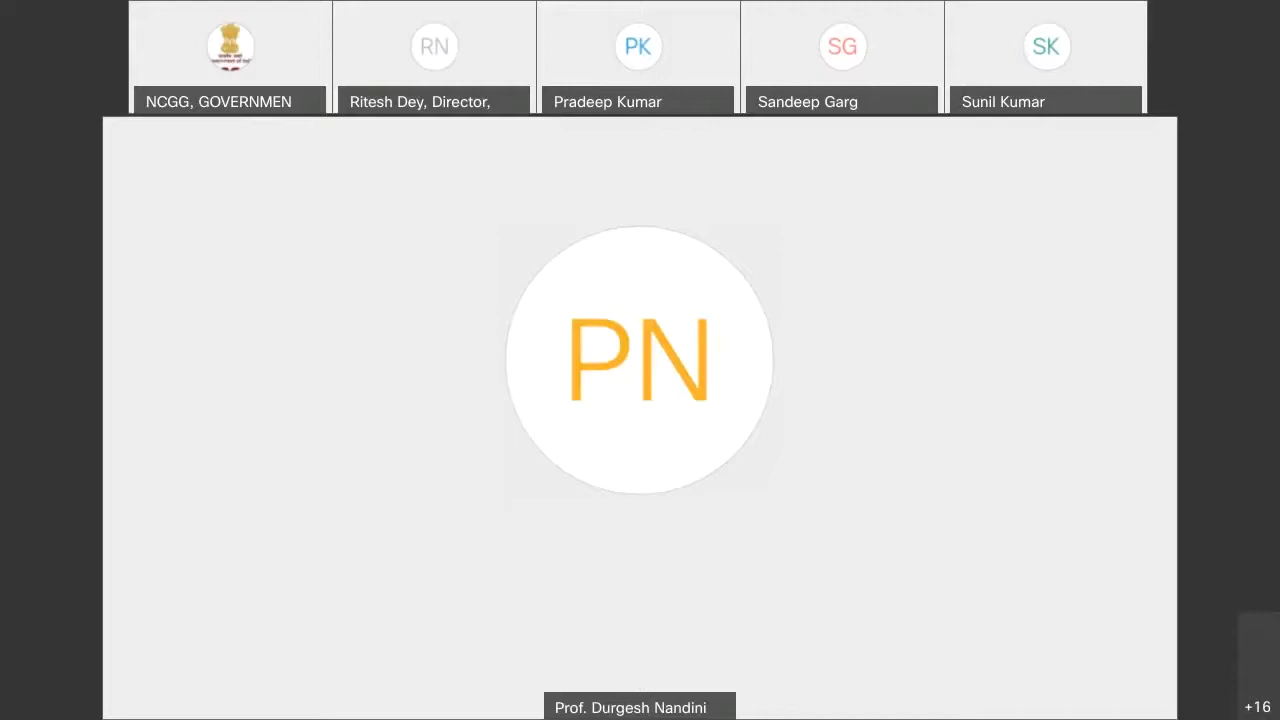 RN
PK
SG
SK
NCGG, GOVERNMEN
Ritesh Dey, Director,
Pradeep Kumar
Sandeep Garg
Sunil Kumar
PN
Prof. Durgesh Nandini
+16